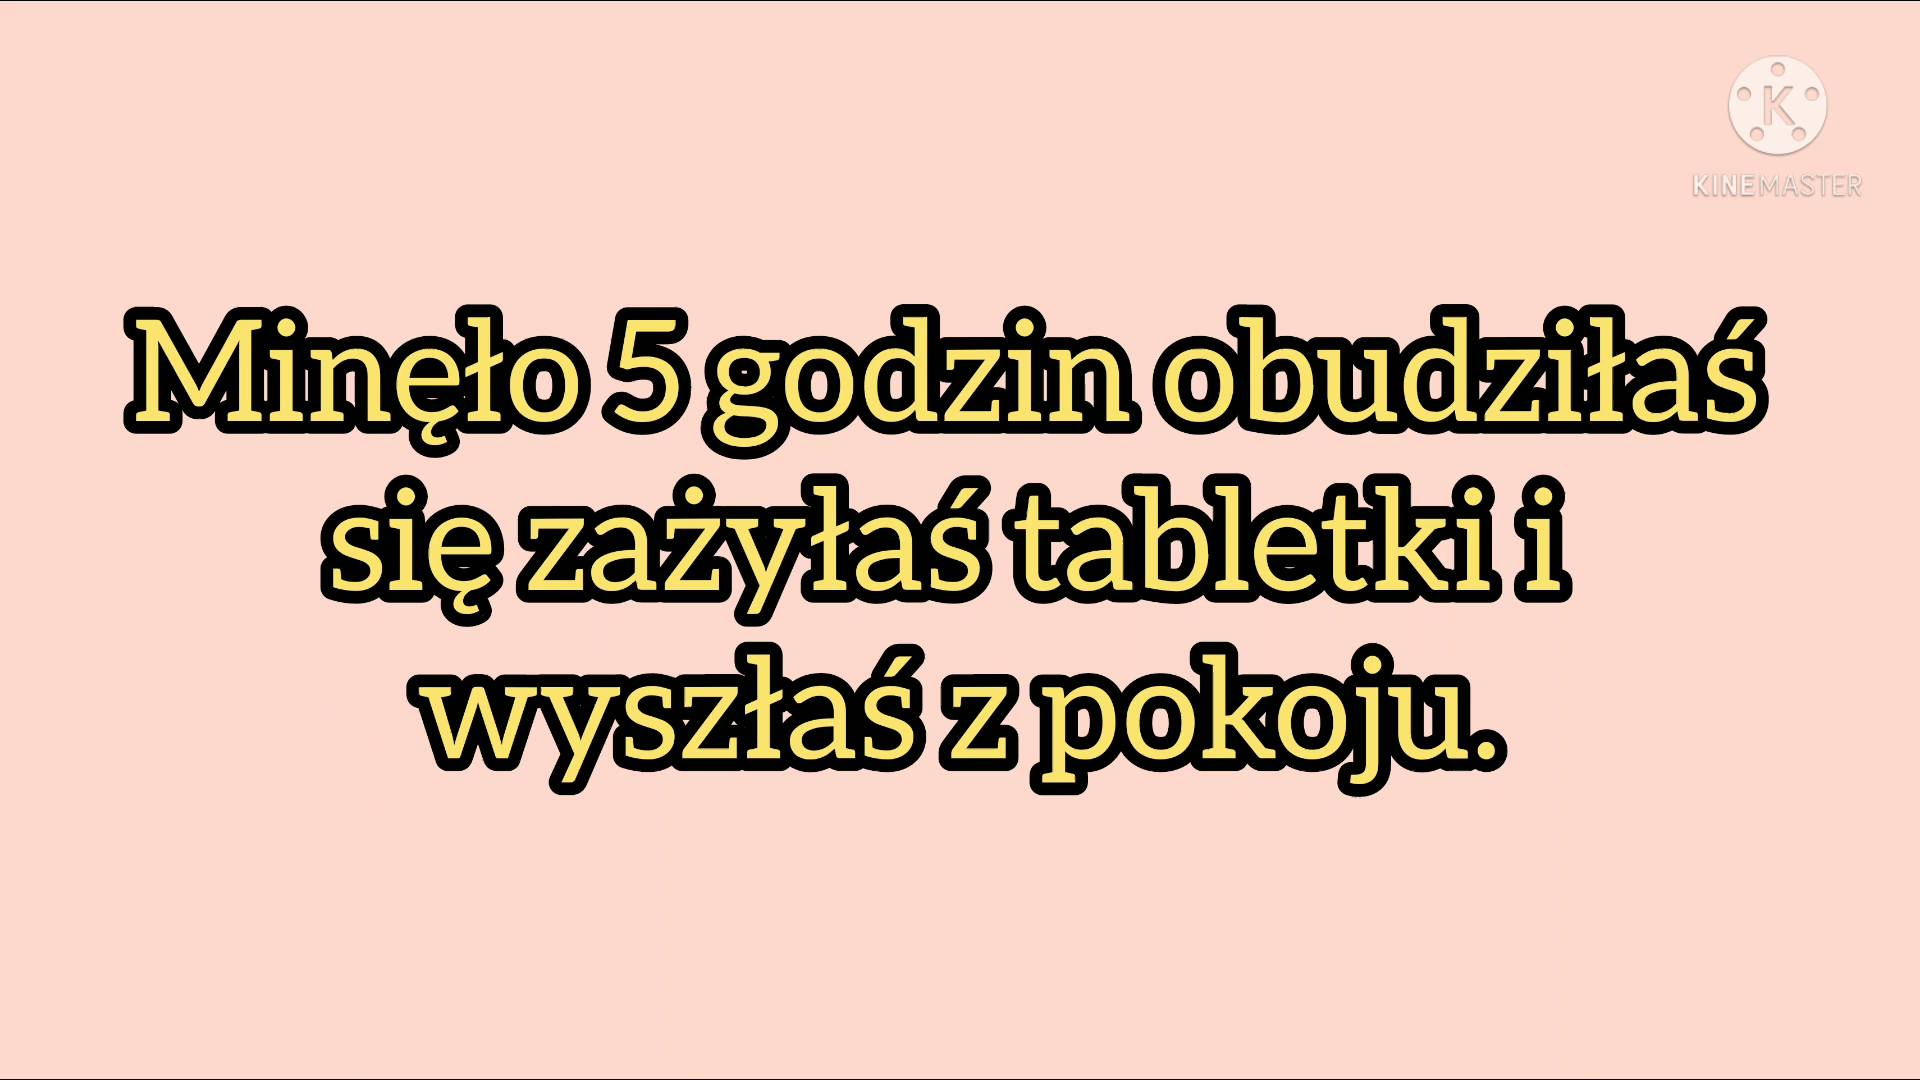 KINEMASTER
Minęło 5 godzin obudziłaś
się zażyłaś tabletki i
wyszłaś z pokoju.